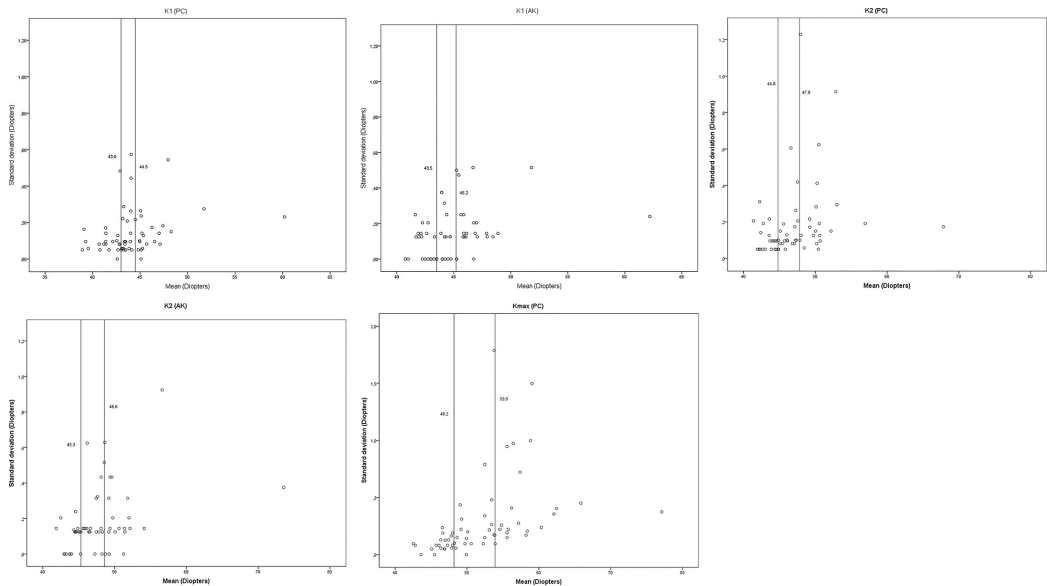 K1 (PC)
Standard deviation (Diopters)
1,20
1,00
,80
,60
,40
,20
,00
43.0
44.5
35 40 45 50 55 60 65
Mean (Diopters)
K1 (AK)
Standard deviation (Diopters)
1,20
1,00
,80
,60
,40
,20
,00
43.5
45.2
40 45 50 55 60 65
Mean (Diopters)
K2 (PC)
Standard deviation (Diopters)
1,2
1,0
,8
,6
,4
,2
,0
44.8
47.8
40 50 60 70 80
Mean (Diopters)
K2 (AK)
Standard deviation (Diopters)
1,2
1,0
,8
,6
,4
,2
,0
45.3
48.6
40 50 60 70 80
Mean (Diopters)
Kmax (PC)
Standard deviation (Diopters)
2,0
1,5
1,0
,5
,0
48.2
53.9
40 50 60 70 80
Mean (Diopters)